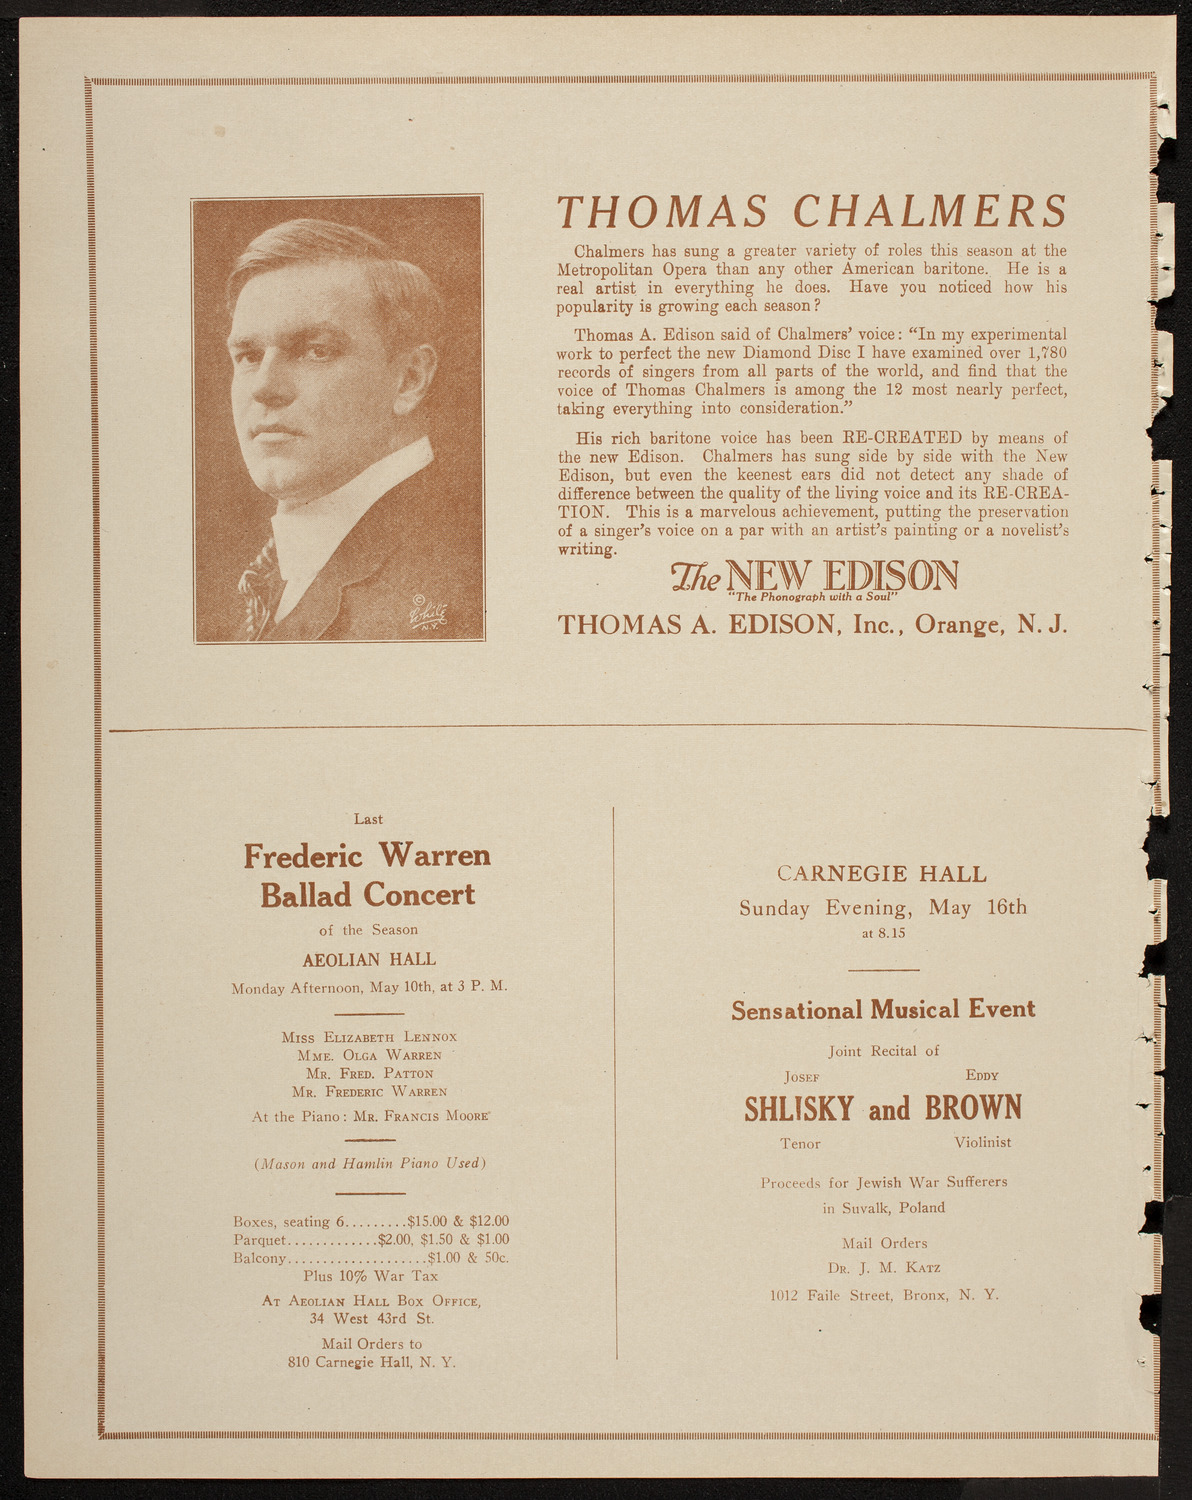 THOMAS CHALMERS
Chalmers has sung a greater variety of roles this season at the
Metropolitan Opera than any other American baritone. He is a
real artist in everything he does. Have you noticed how his
popularity is growing each season?
Thomas A. Edison said of Chalmers' voice: "In my experimental
work to perfect the new Diamond Disc I have examined over 1,780
records of singers from all parts of the world, and find that the
voice of Thomas Chalmers is among the 12 most nearly perfect,
taking everything into consideration."
His rich baritone voice has been RE-CREATED by means of
the new Edison. Chalmers has sung side by side with the New
Edison, but even the keenest ears did not detect any shade of
difference between the quality of the living voice and its RE-CREA-
TION. This is a marvelous achievement, putting the preservation
of a singer's voice on a par with an artist's painting or a novelist's
writing.
The NEW EDISON
"The Phonograph with a Soul"
THOMAS A. EDISON, Inc., Orange, N. J.
© White
N.Y.
Last
Frederic Warren
Ballad Concert
of the Season
AEOLIAN HALL
Monday Afternoon, May 10th, at 3 P. M.
MISS ELIZABETH LENNOX
MME. OLGA WARREN
MR. FRED. PATTON
MR. FREDERIC WARREN
At the Piano: MR. FRANCIS MOORE
(Mason and Hamlin Piano Used)
Boxes, seating 6.........$15.00 & $12.00
Parquet.............$2.00, $1.50 & $1.00
Balcony....................$1.00 & 50c.
Plus 10% War Tax
AT AEOLIAN HALL BOX OFFICE,
34 West 43rd St.
Mail Orders to
810 Carnegie Hall, N. Y.
CARNEGIE HALL
Sunday Evening, May 16th
at 8.15
Sensational Musical Event
Joint Recital of
JOSEF EDDY
SHLISKY and BROWN
Tenor Violinist
Proceeds for Jewish War Sufferers
in Suvalk, Poland
Mail Orders
DR. J. M. KATZ
1012 Faile Street, Bronx, N. Y.